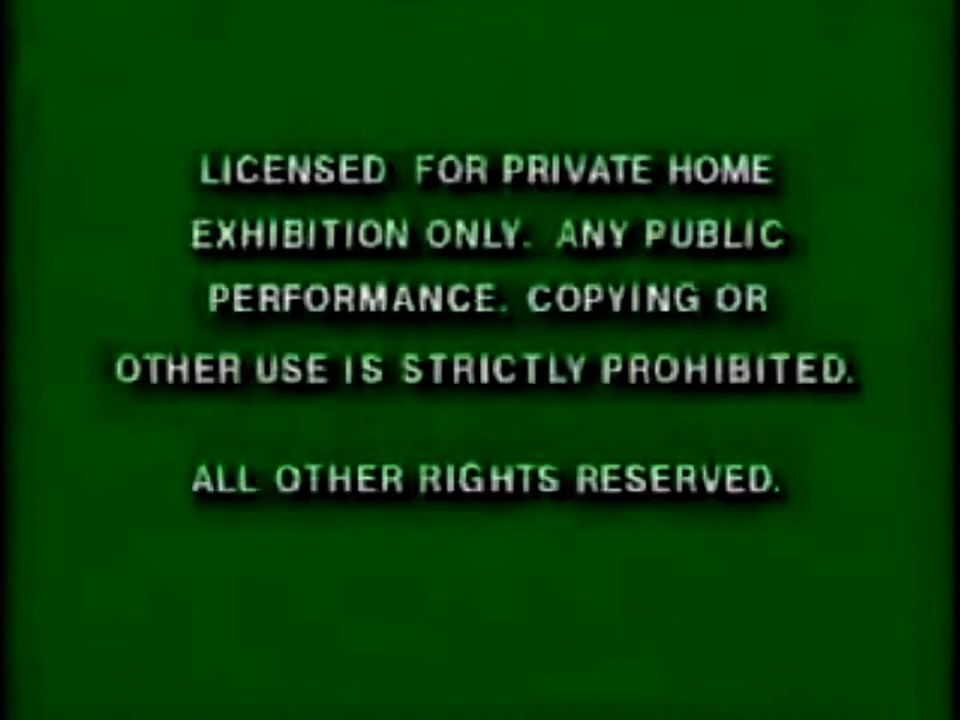 LICENSED FOR PRIVATE HOME
EXHIBITION ONLY. ANY PUBLIC
PERFORMANCE. COPYING OR
OTHER USE IS STRICTLY PROHIBITED.
ALL OTHER RIGHTS RESERVED.